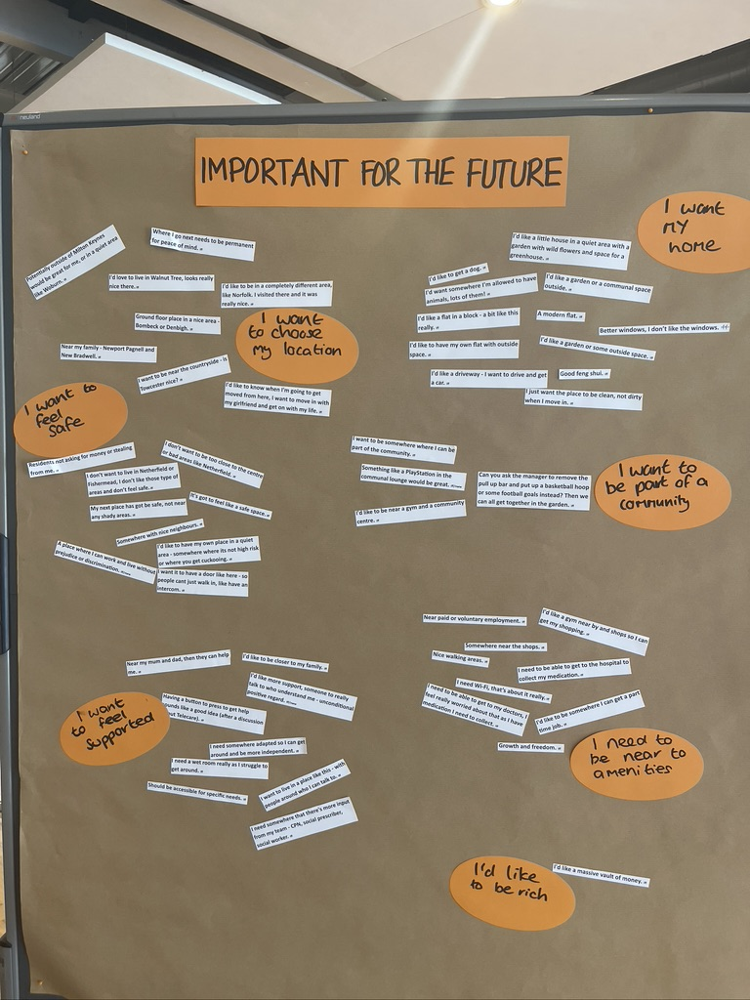 neuland
IMPORTANT FOR THE FUTURE
I want
MY
home
Potentially outside of Milton Keynes
would be great for me, or in a quiet area
like Woburn.
Where I go next needs to be permanent
for peace of mind.
I'd love to live in Walnut Tree, looks really
nice there.
I'd like to be in a completely different area,
like Norfolk. I visited there and it was
really nice.
Ground floor place in a nice area -
Bombeck or Denbigh.
I want
to choose
my location
Near my family - Newport Pagnell and
New Bradwell.
I want to be near the countryside - is
Towcester nice?
I'd like to know when I'm going to get
moved from here, I want to move in with
my girlfriend and get on with my life.
I'd like a little house in a quiet area with a
garden with wild flowers and space for a
greenhouse.
I'd like to get a dog.
I'd want somewhere I'm allowed to have
animals, lots of them!
I'd like a garden or a communal space
outside.
I'd like a flat in a block - a bit like this
really.
A modern flat.
Better windows, I don't like the windows.
I'd like to have my own flat with outside
space.
I'd like a garden or some outside space.
I'd like a driveway - I want to drive and get
a car.
Good feng shui.
I just want the place to be clean, not dirty
when I move in.
I want to
feel
safe
Residents not asking for money or stealing
from me.
I don't want to be too close to the centre
or bad areas like Netherfield.
I don't want to live in Netherfield or
Fishermead, I don't like those type of
areas and don't feel safe.
My next place has got be safe, not near
any shady areas.
It's got to feel like a safe space.
Somewhere with nice neighbours.
A place where I can work and live without
prejudice or discrimination.
I'd like to have my own place in a quiet
area - somewhere where its not high risk
or where you get cuckooing.
I want it to have a door like here - so
people cant just walk in, like have an
intercom.
I want to be somewhere where I can be
part of the community.
Something like a PlayStation in the
communal lounge would be great.
Can you ask the manager to remove the
pull up bar and put up a basketball hoop
or some football goals instead? Then we
can all get together in the garden.
I'd like to be near a gym and a community
centre.
I want to
be part of a
community
Near my mum and dad, then they can help
me.
I'd like to be closer to my family.
I'd like more support, someone to really
talk to who understand me - unconditional
positive regard.
I want
to feel
supported
Having a button to press to get help
sounds like a good idea (after a discussion
out Telecare).
I need somewhere adapted so I can get
around and be more independent.
I need a wet room really as I struggle to
get around.
Should be accessible for specific needs.
I want to live in a place like this - with
people around who I can talk to.
I need somewhere that there's more input
from my team - CPN, social prescriber,
social worker.
Near paid or voluntary employment.
I'd like a gym near by and shops so I can
get my shopping.
Somewhere near the shops.
Nice walking areas.
I need to be able to get to the hospital to
collect my medication.
I need Wi-Fi, that's about it really.
I need to be able to get to my doctors, I
feel really worried about that as I have
medication I need to collect.
I'd like to be somewhere I can get a part
time job.
Growth and freedom.
I need to
be near to
amenities
I'd like
to be rich
I'd like a massive vault of money.